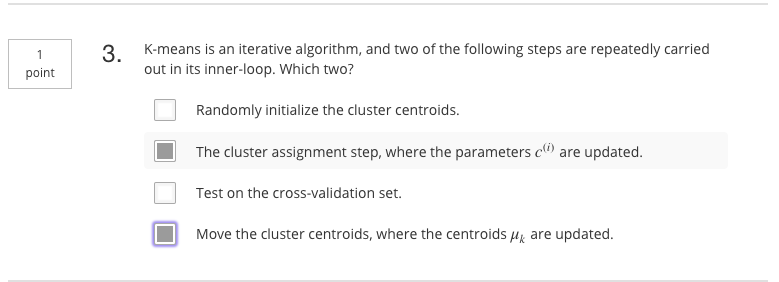 1
point
3.
K-means is an iterative algorithm, and two of the following steps are repeatedly carried
out in its inner-loop. Which two?
Randomly initialize the cluster centroids.
The cluster assignment step, where the parameters c⁽ⁱ⁾ are updated.
Test on the cross-validation set.
Move the cluster centroids, where the centroids μₖ are updated.